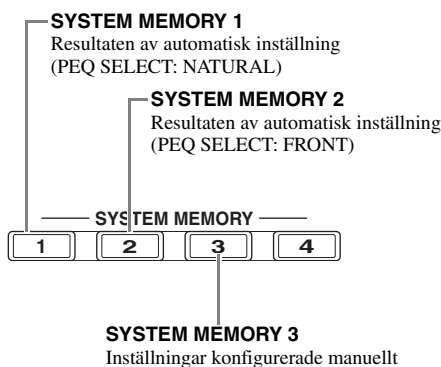 SYSTEM MEMORY 1
Resultaten av automatisk inställning
(PEQ SELECT: NATURAL)
SYSTEM MEMORY 2
Resultaten av automatisk inställning
(PEQ SELECT: FRONT)
SYSTEM MEMORY
1 2 3 4
SYSTEM MEMORY 3
Inställningar konfigurerade manuellt